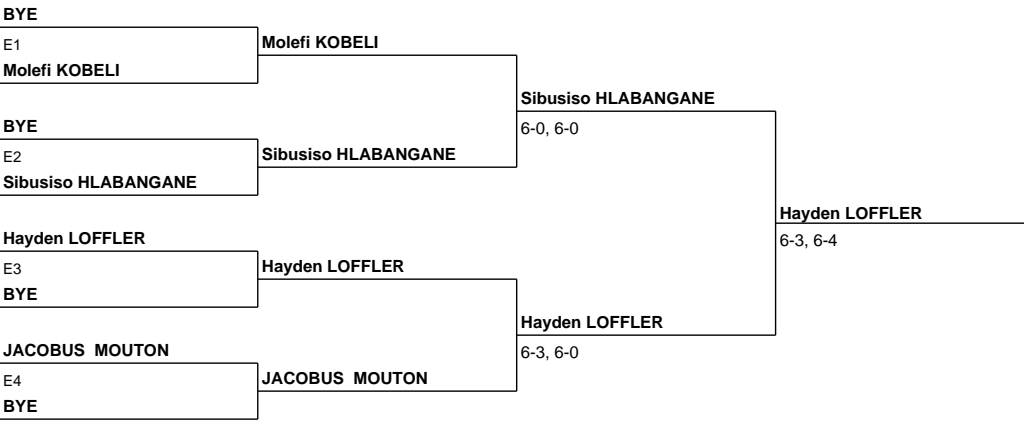 BYE
E1
Molefi KOBELI
Molefi KOBELI
BYE
E2
Sibusiso HLABANGANE
Sibusiso HLABANGANE
Sibusiso HLABANGANE
6-0, 6-0
Hayden LOFFLER
E3
BYE
Hayden LOFFLER
JACOBUS  MOUTON
E4
BYE
JACOBUS  MOUTON
Hayden LOFFLER
6-3, 6-0
Hayden LOFFLER
6-3, 6-4